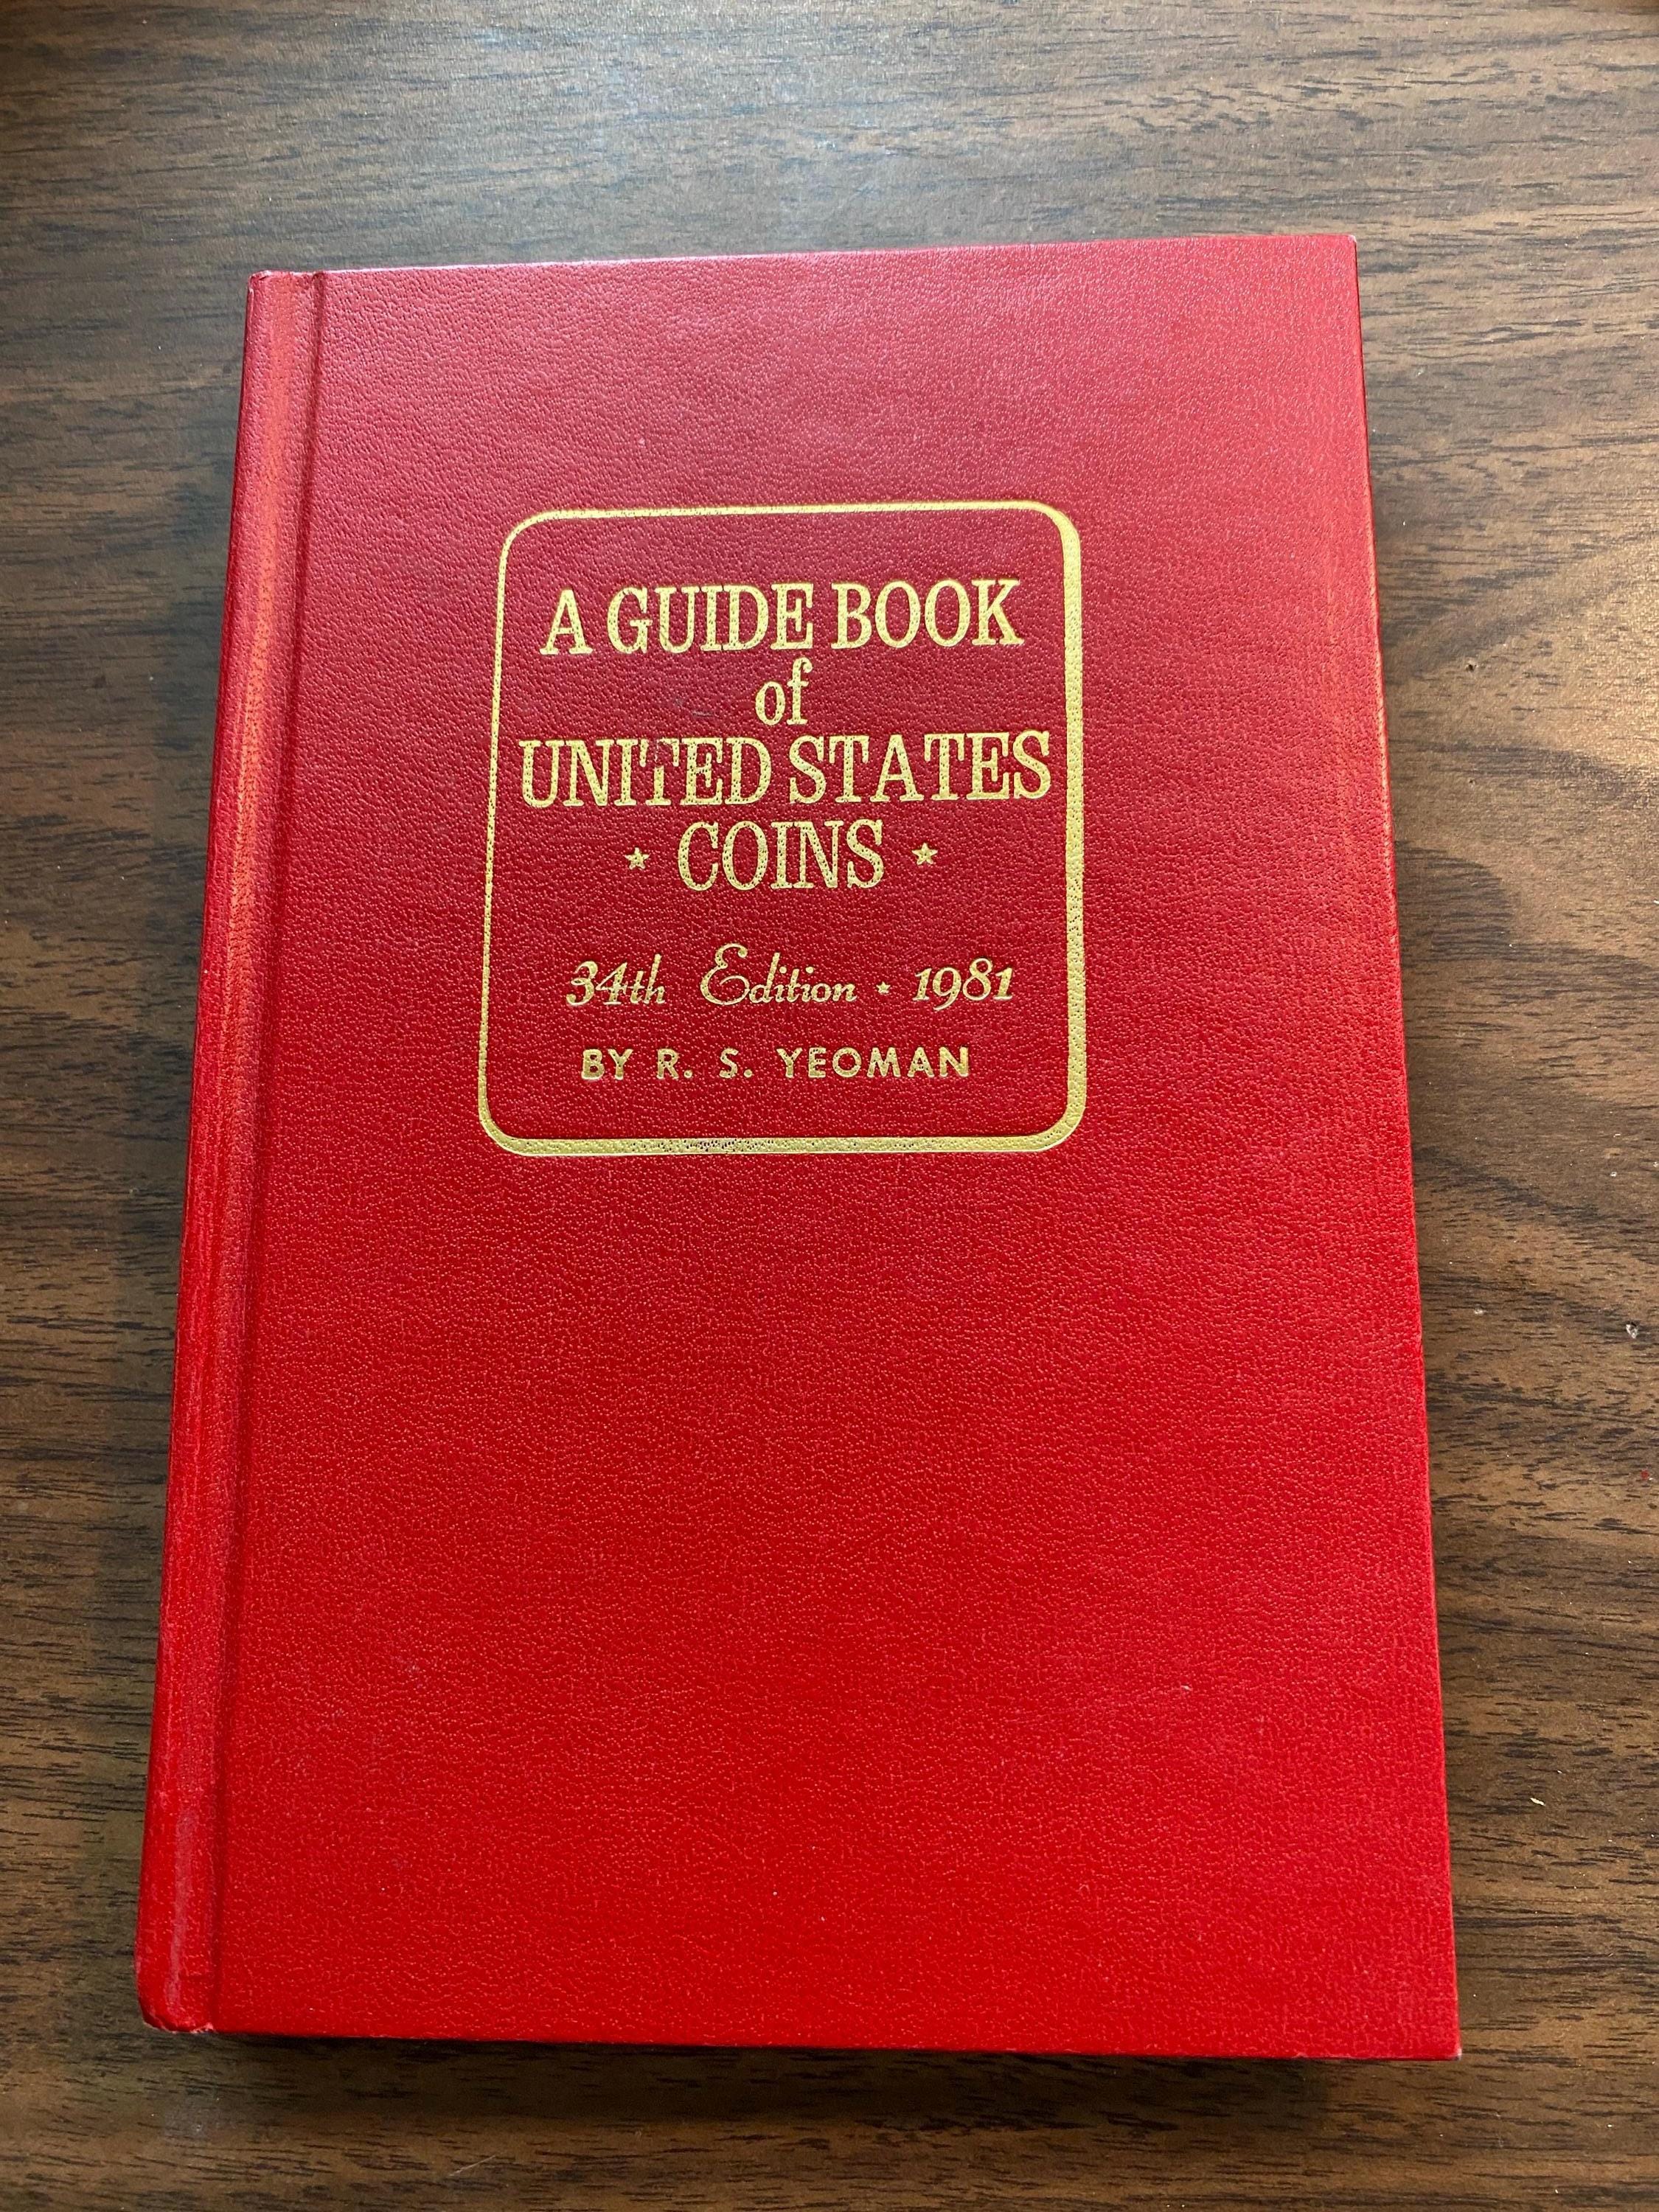 A GUIDE BOOK
of
UNITED STATES
★ COINS ★
34th Edition ★ 1981
BY R. S. YEOMAN